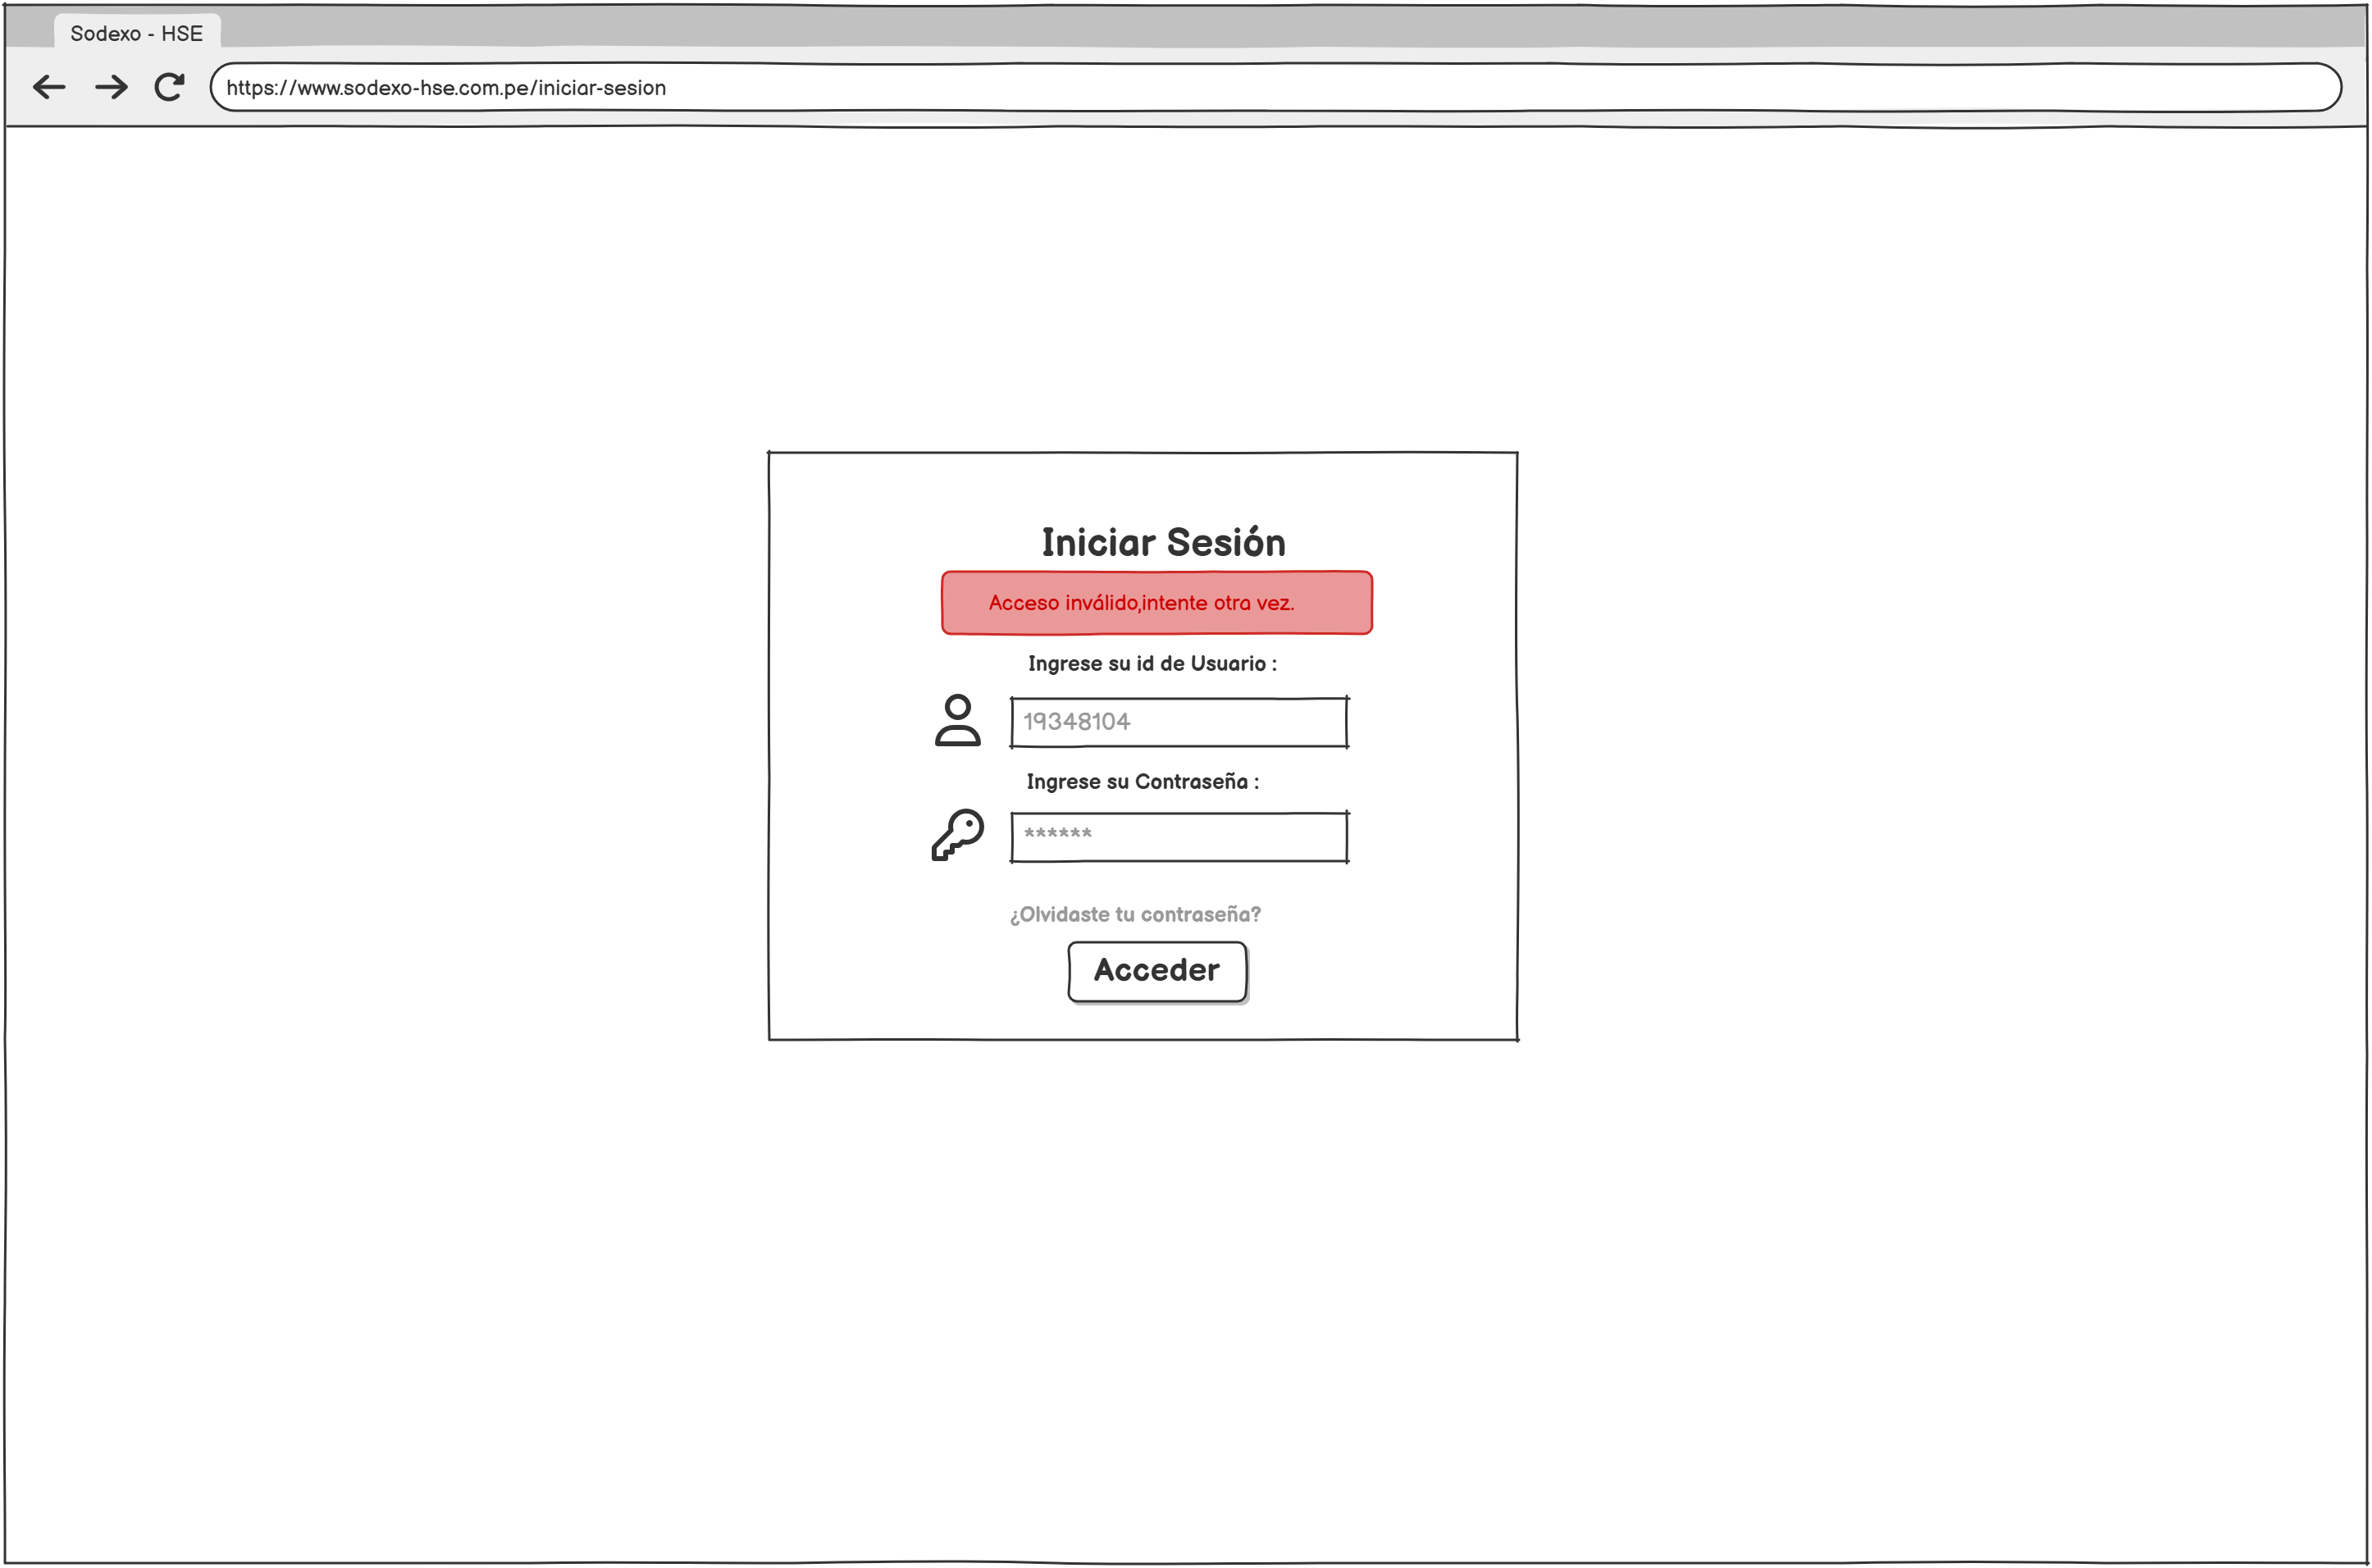 Sodexo - HSE
https://www.sodexo-hse.com.pe/iniciar-sesion
Iniciar Sesión
Acceso inválido,intente otra vez.
Ingrese su id de Usuario :
19348104
Ingrese su Contraseña :
******
¿Olvidaste tu contraseña?
Acceder